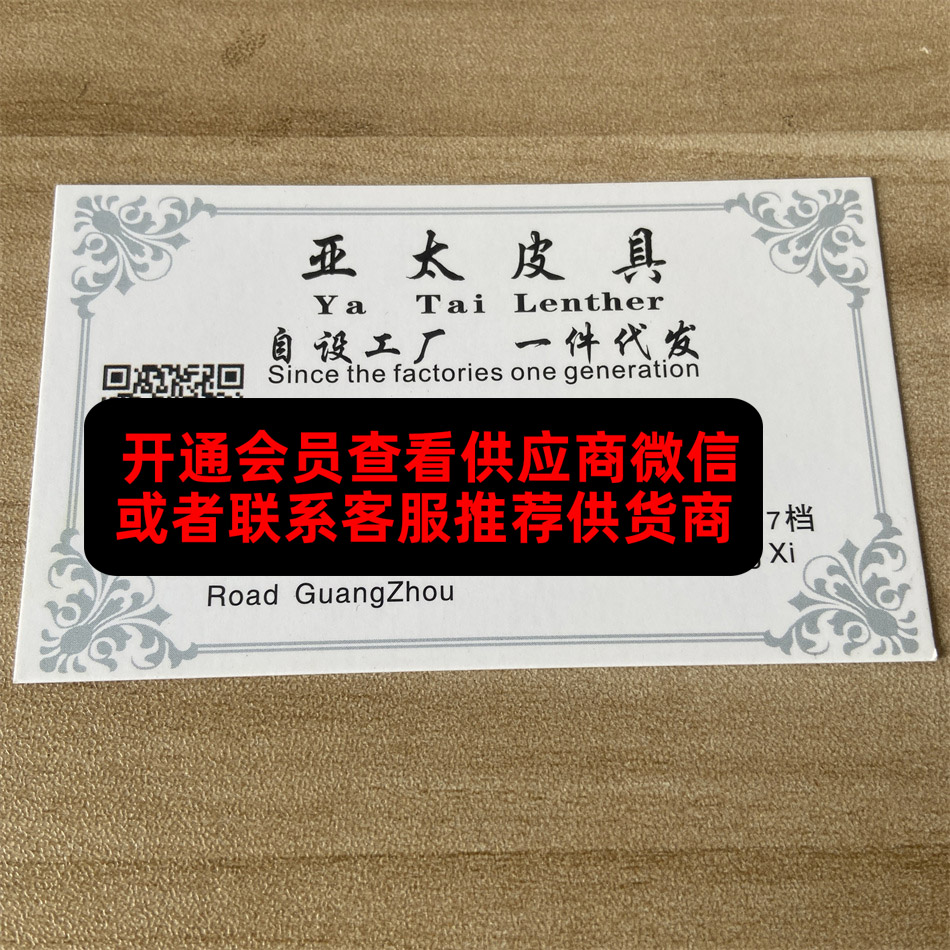 亚太皮具
Ya Tai Lenther
自设工厂 一件代发
Since the factories one generation
开通会员查看供应商微信
或者联系客服推荐供货商
7档
Xi
Road GuangZhou